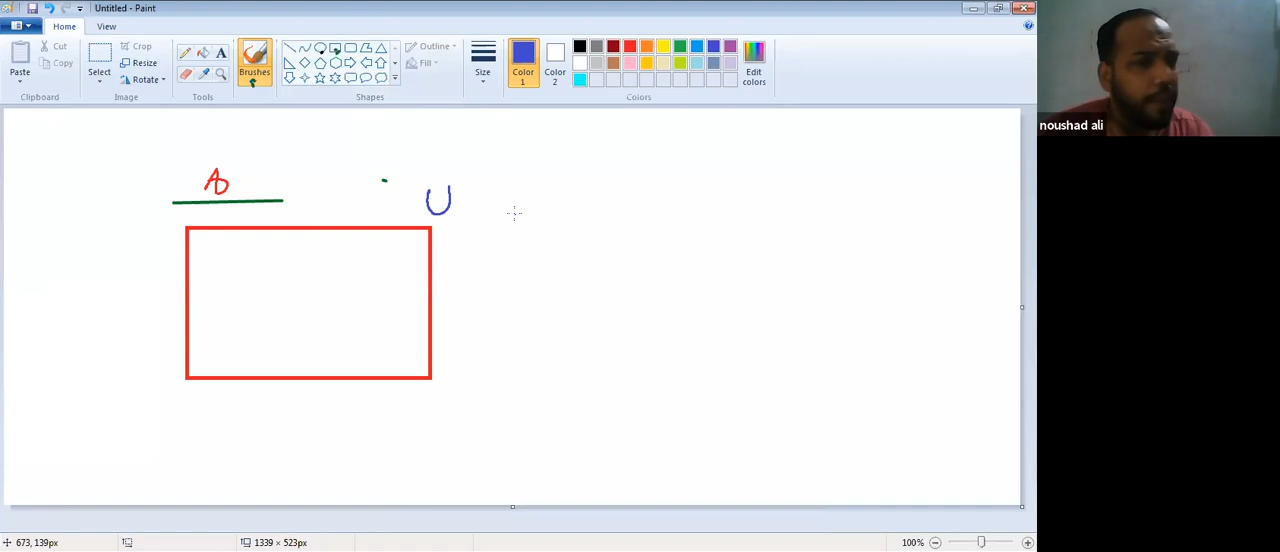 Untitled - Paint
Home View
Paste
Cut
Copy
Clipboard
Select
Crop
Resize
Rotate
Image
Tools
Brushes
Outline
Fill
Shapes
Size
Color 1
Color 2
Edit colors
Colors
noushad ali
U
673, 139px
1339 × 523px
100%